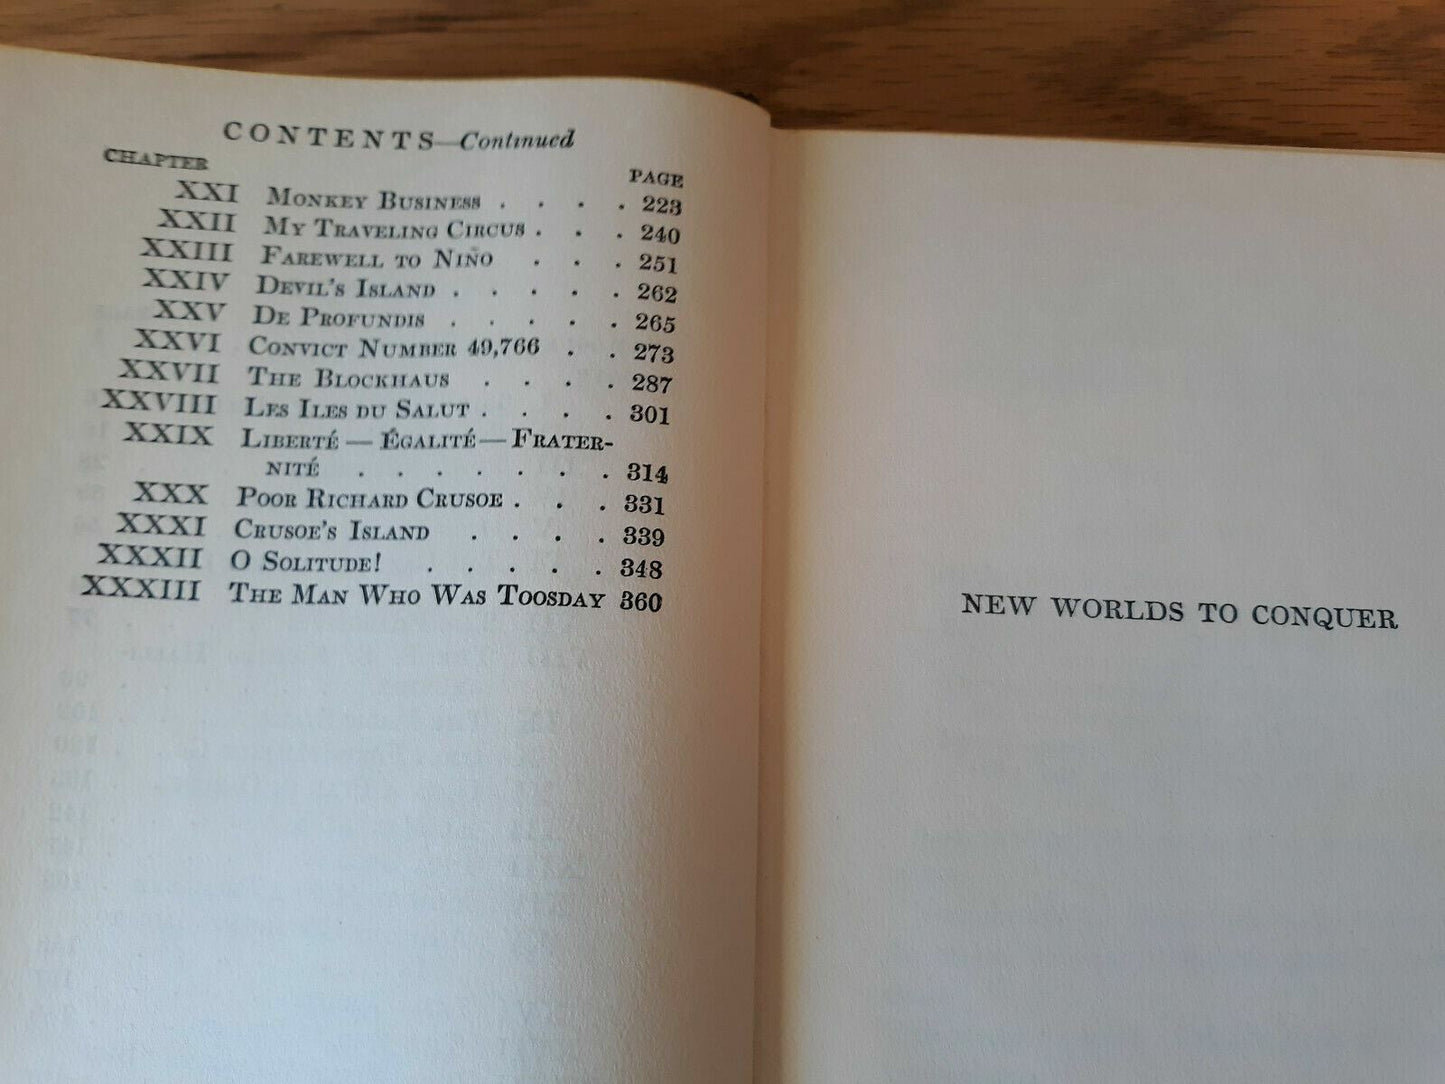 CONTENTS—Continued
CHAPTER PAGE
XXI MONKEY BUSINESS . . . . 223
XXII MY TRAVELING CIRCUS . . . 240
XXIII FAREWELL TO NIÑO . . . 251
XXIV DEVIL'S ISLAND . . . . . 262
XXV DE PROFUNDIS . . . . . 265
XXVI CONVICT NUMBER 49,766 . . 273
XXVII THE BLOCKHAUS . . . . 287
XXVIII LES ILES DU SALUT . . . . 301
XXIX LIBERTÉ — ÉGALITÉ — FRATER-
NITÉ . . . . . . . 314
XXX POOR RICHARD CRUSOE . . . 331
XXXI CRUSOE'S ISLAND . . . . 339
XXXII O SOLITUDE! . . . . . 348
XXXIII THE MAN WHO WAS TOOSDAY 360
NEW WORLDS TO CONQUER